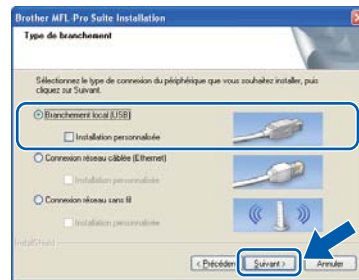 Brother MFL-Pro Suite Installation
Type de branchement
Sélectionnez le type de connexion du périphérique que vous souhaitez installer, puis
cliquez sur Suivant.
Branchement local (USB)
Installation personnalisée
Connexion réseau câblée (Ethernet)
Installation personnalisée
Connexion réseau sans fil
Installation personnalisée
InstallShield
< Précéden
Suivant >
Annuler